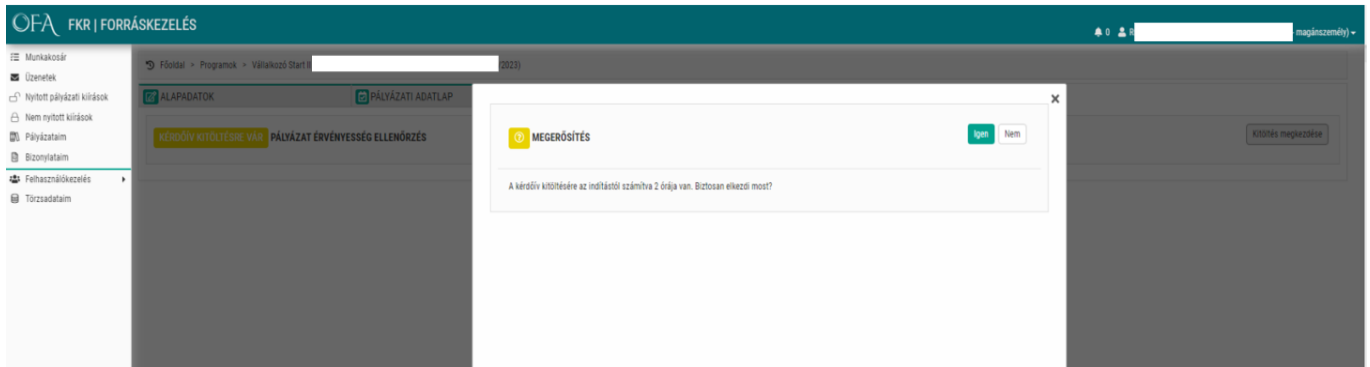 OFA FKR | FORRÁSKEZELÉS
0 R
magánszemély)
Munkakosár
Üzenetek
Nyitott pályázati kiírások
Nem nyitott kiírások
Pályázataim
Bizonylataim
Felhasználókezelés
Törzsadataim
Főoldal > Programok > Vállalkozó Start
/2023)
ALAPADATOK
PÁLYÁZATI ADATLAP
KÉRDŐÍV KITÖLTÉSRE VÁR PÁLYÁZAT ÉRVÉNYESSÉG ELLENŐRZÉS
Kitöltés megkezdése
×
MEGERŐSÍTÉS
Igen Nem
A kérdőív kitöltésére az indítástól számítva 2 órája van. Biztosan elkezdi most?